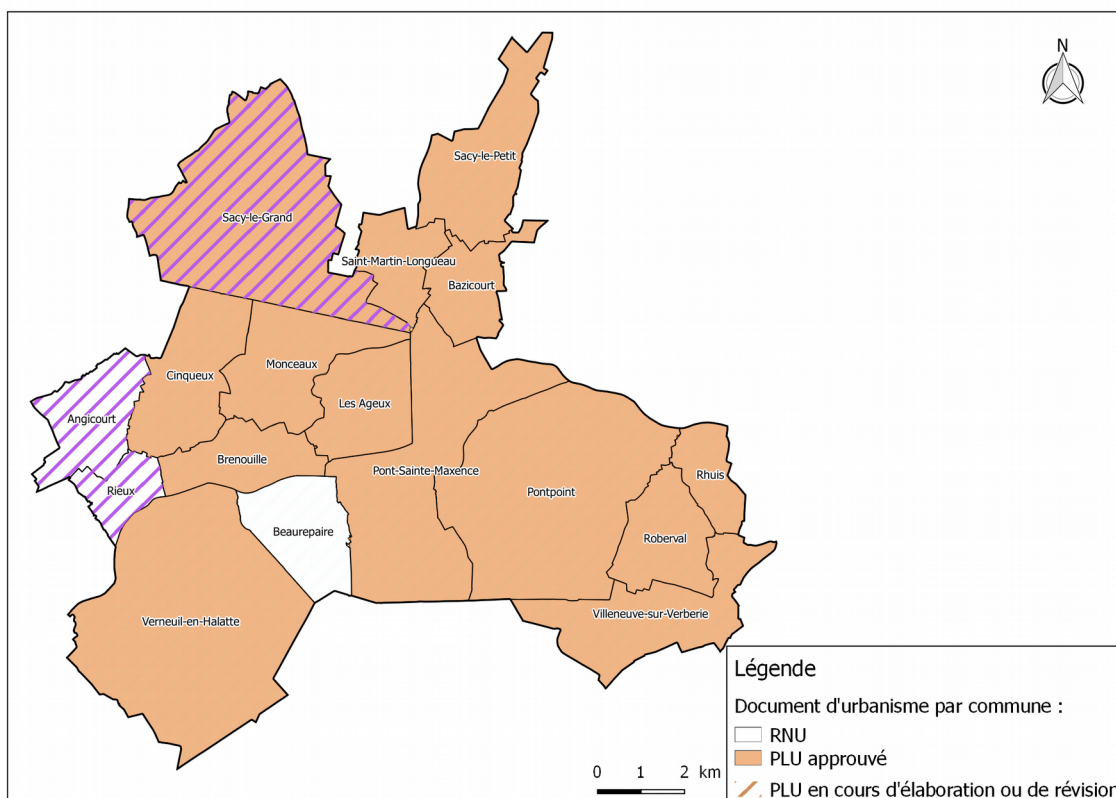 N
Sacy-le-Petit
Sacy-le-Grand
Saint-Martin-Longueau
Bazicourt
Monceaux
Cinqueux
Les Ageux
Angicourt
Brenouille
Pont-Sainte-Maxence
Rhuis
Rieux
Pontpoint
Beaurepaire
Roberval
Villeneuve-sur-Verberie
Verneuil-en-Halatte
Légende
Document d'urbanisme par commune :
RNU
PLU approuvé
PLU en cours d'élaboration ou de révision
0 1 2 km